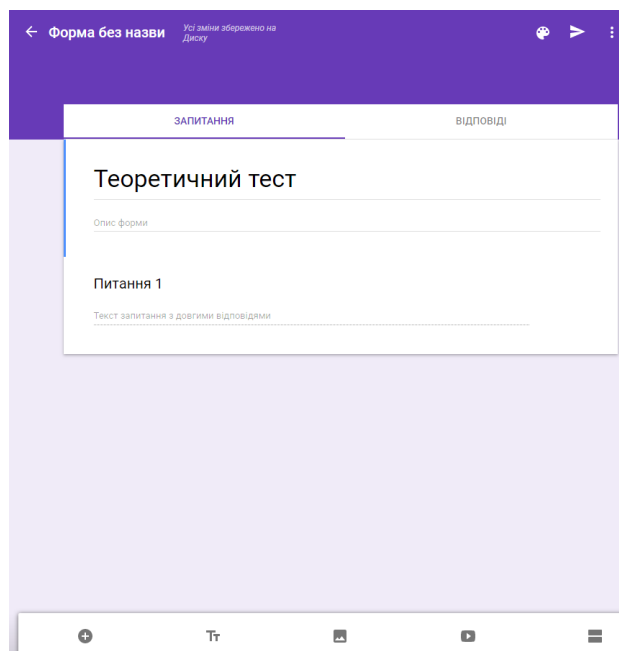 Форма без назви
Усі зміни збережено на
Диску
ЗАПИТАННЯ
ВІДПОВІДІ
Теоретичний тест
Опис форми
Питання 1
Текст запитання з довгими відповідями
Тт